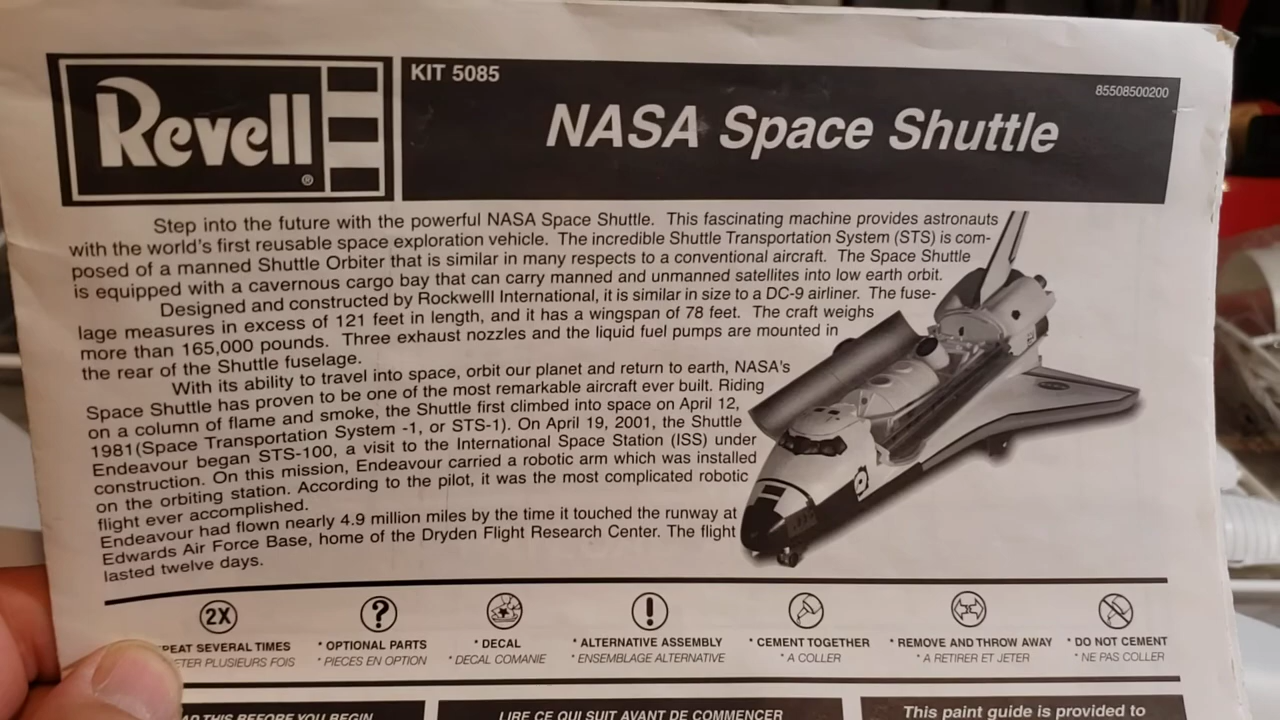 Revell
®
KIT 5085
85508500200
NASA Space Shuttle
Step into the future with the powerful NASA Space Shuttle. This fascinating machine provides astronauts
with the world's first reusable space exploration vehicle. The incredible Shuttle Transportation System (STS) is com-
posed of a manned Shuttle Orbiter that is similar in many respects to a conventional aircraft. The Space Shuttle
is equipped with a cavernous cargo bay that can carry manned and unmanned satellites into low earth orbit.
Designed and constructed by Rockwelll International, it is similar in size to a DC-9 airliner. The fuse-
lage measures in excess of 121 feet in length, and it has a wingspan of 78 feet. The craft weighs
more than 165,000 pounds. Three exhaust nozzles and the liquid fuel pumps are mounted in
the rear of the Shuttle fuselage.
With its ability to travel into space, orbit our planet and return to earth, NASA's
Space Shuttle has proven to be one of the most remarkable aircraft ever built. Riding
on a column of flame and smoke, the Shuttle first climbed into space on April 12,
1981(Space Transportation System -1, or STS-1). On April 19, 2001, the Shuttle
Endeavour began STS-100, a visit to the International Space Station (ISS) under
construction. On this mission, Endeavour carried a robotic arm which was installed
on the orbiting station. According to the pilot, it was the most complicated robotic
flight ever accomplished.
Endeavour had flown nearly 4.9 million miles by the time it touched the runway at
Edwards Air Force Base, home of the Dryden Flight Research Center. The flight
lasted twelve days.
2X ? !
PEAT SEVERAL TIMES * OPTIONAL PARTS * DECAL * ALTERNATIVE ASSEMBLY * CEMENT TOGETHER * REMOVE AND THROW AWAY * DO NOT CEMENT
ETER PLUSIEURS FOIS * PIECES EN OPTION * DECAL COMANIE * ENSEMBLAGE ALTERNATIVE * A COLLER * A RETIRER ET JETER * NE PAS COLLER
AD THIS BEFORE YOU BEGIN
LIRE CE QUI SUIT AVANT DE COMMENCER
This paint guide is provided to